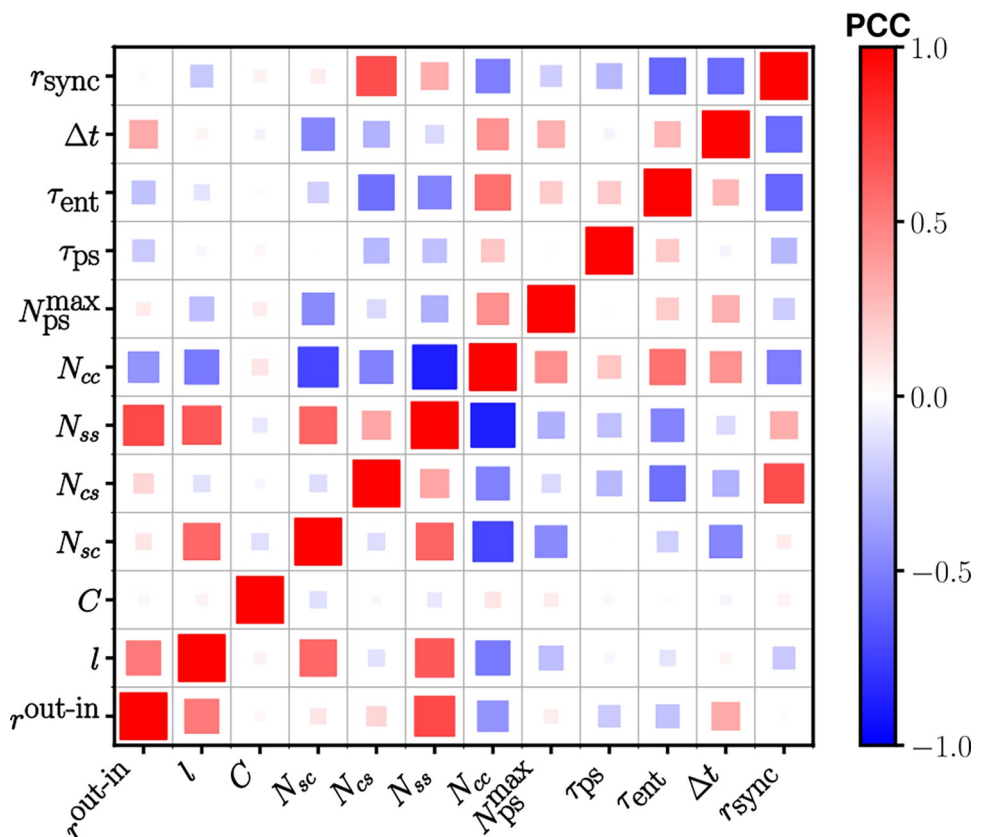 PCC
r_sync
Δt
τ_ent
τ_ps
N_ps^max
N_cc
N_ss
N_cs
N_sc
C
l
r^out-in
1.0
0.5
0.0
−0.5
−1.0
r^out-in
l
C
N_sc
N_cs
N_ss
N_cc
N_ps^max
τ_ps
τ_ent
Δt
r_sync